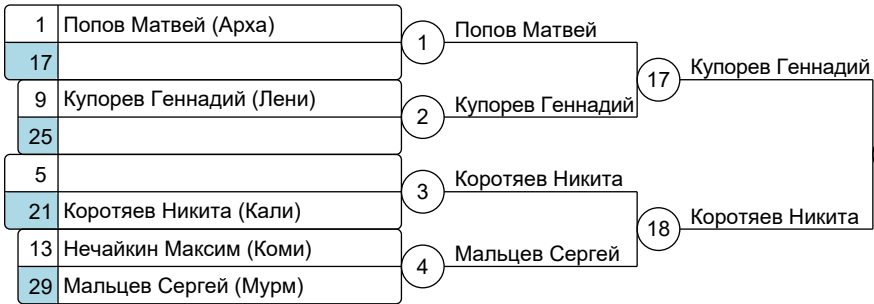 1 Попов Матвей (Арха)
17
9 Купорев Геннадий (Лени)
25
5
21 Коротяев Никита (Кали)
13 Нечайкин Максим (Коми)
29 Мальцев Сергей (Мурм)
1 Попов Матвей
2 Купорев Геннадий
3 Коротяев Никита
4 Мальцев Сергей
17 Купорев Геннадий
18 Коротяев Никита